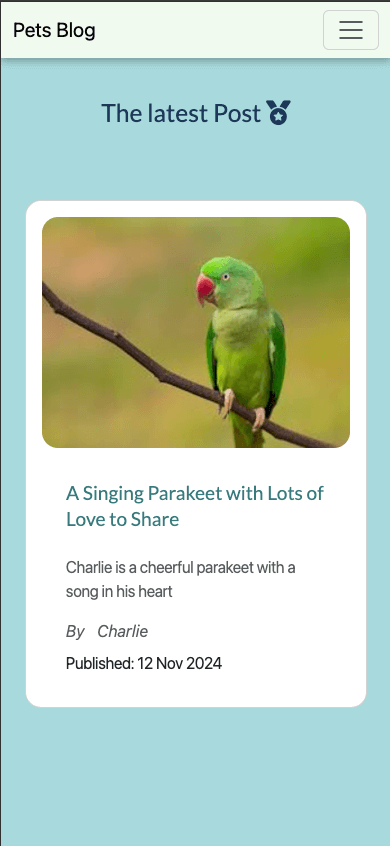 Pets Blog
The latest Post
A Singing Parakeet with Lots of
Love to Share
Charlie is a cheerful parakeet with a
song in his heart
By Charlie
Published: 12 Nov 2024